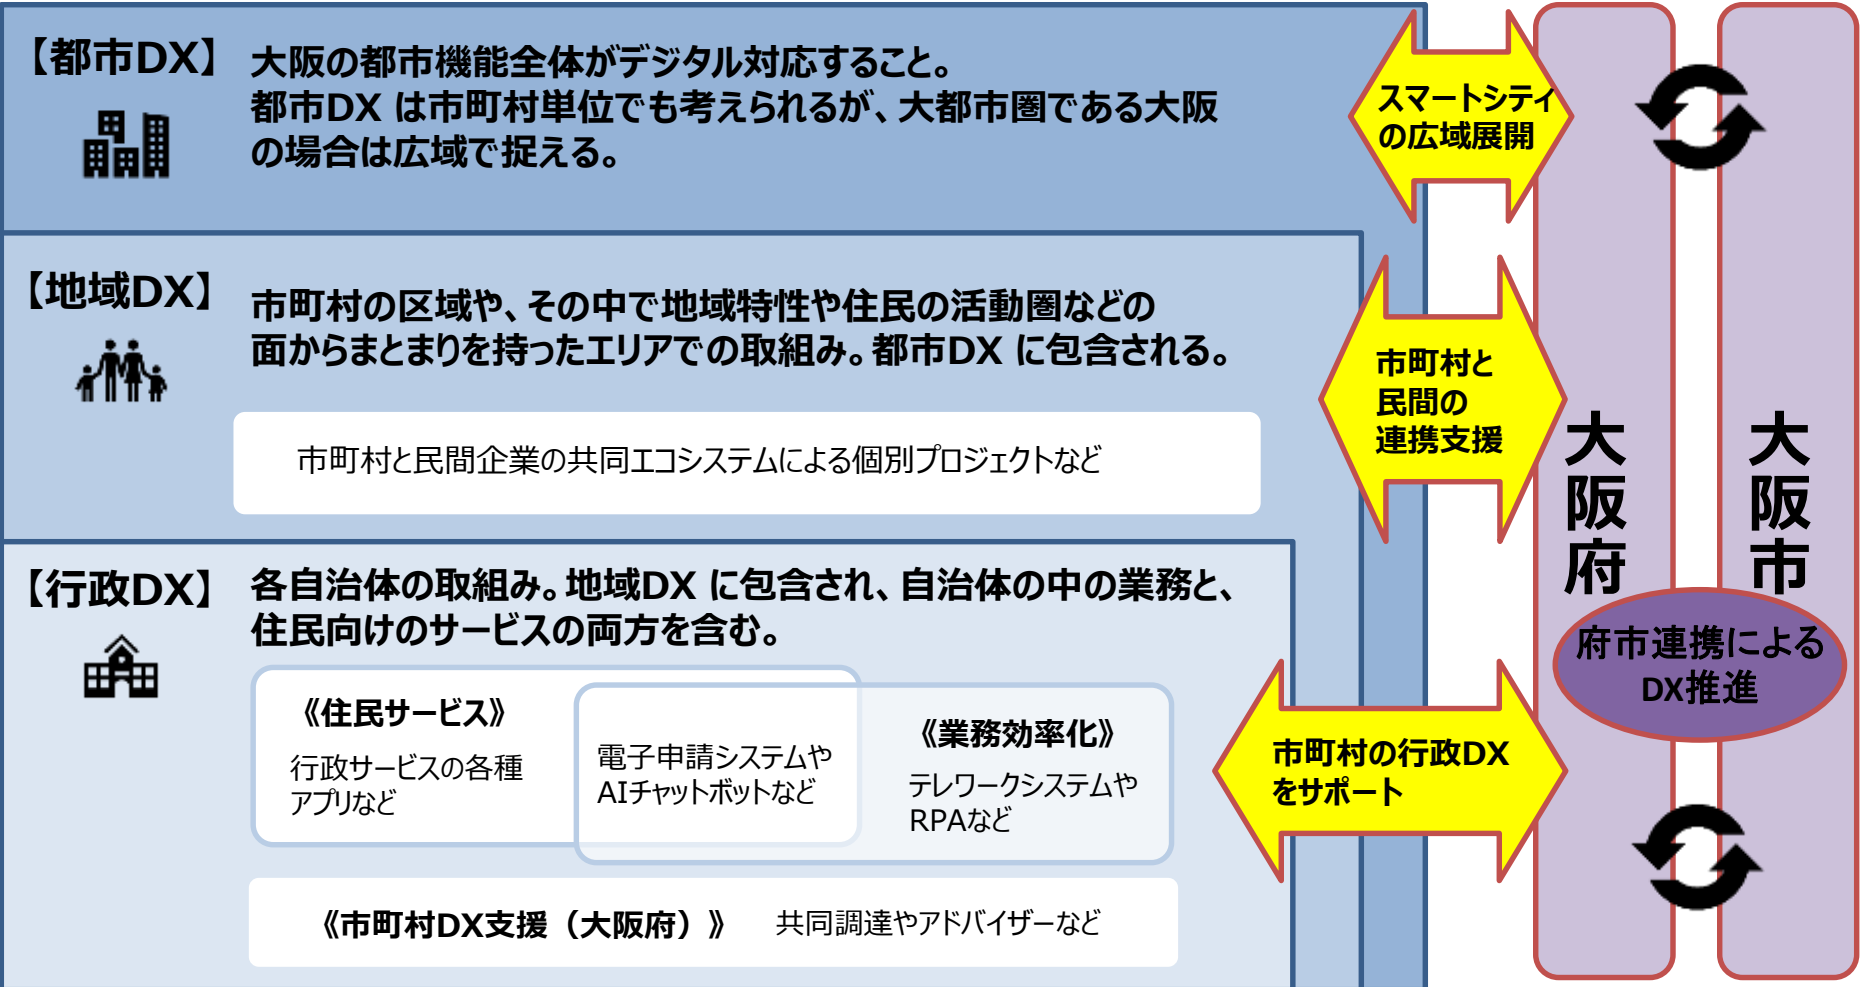 【都市DX】
大阪の都市機能全体がデジタル対応すること。
都市DX は市町村単位でも考えられるが、大都市圏である大阪
の場合は広域で捉える。
スマートシティ
の広域展開
【地域DX】
市町村の区域や、その中で地域特性や住民の活動圏などの
面からまとまりを持ったエリアでの取組み。都市DX に包含される。
市町村と民間企業の共同エコシステムによる個別プロジェクトなど
市町村と
民間の
連携支援
【行政DX】
各自治体の取組み。地域DX に包含され、自治体の中の業務と、
住民向けのサービスの両方を含む。
《住民サービス》
行政サービスの各種
アプリなど
電子申請システムや
AIチャットボットなど
《業務効率化》
テレワークシステムや
RPAなど
《市町村DX支援（大阪府）》 共同調達やアドバイザーなど
市町村の行政DX
をサポート
大阪府
大阪市
府市連携による
DX推進